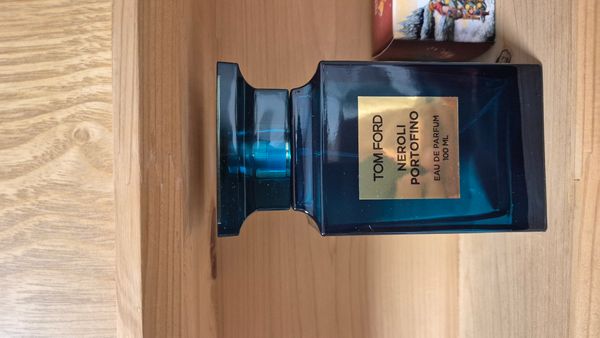 TOM FORD
NEROLI
PORTOFINO
EAU DE PARFUM
100 ML